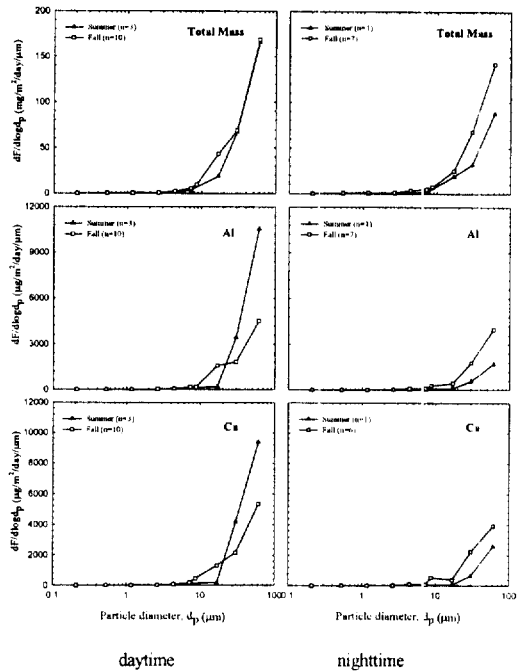 200
150
100
50
0
dF/dlogdp (mg/m²/day/μm)
Summer (n=3)
Fall (n=10)
Total Mass
Summer (n=1)
Fall (n=7)
Total Mass
12000
9000
6000
3000
0
dF/dlogdp (μg/m²/day/μm)
Summer (n=3)
Fall (n=10)
Al
Summer (n=1)
Fall (n=7)
Al
12000
10000
8000
6000
4000
2000
0
dF/dlogdp (μg/m²/day/μm)
Summer (n=3)
Fall (n=10)
Ca
Summer (n=1)
Fall (n=6)
Ca
0.1 1 10 100 0.1 1 10 100
Particle diameter, dp (μm) Particle diameter, dp (μm)
daytime nighttime